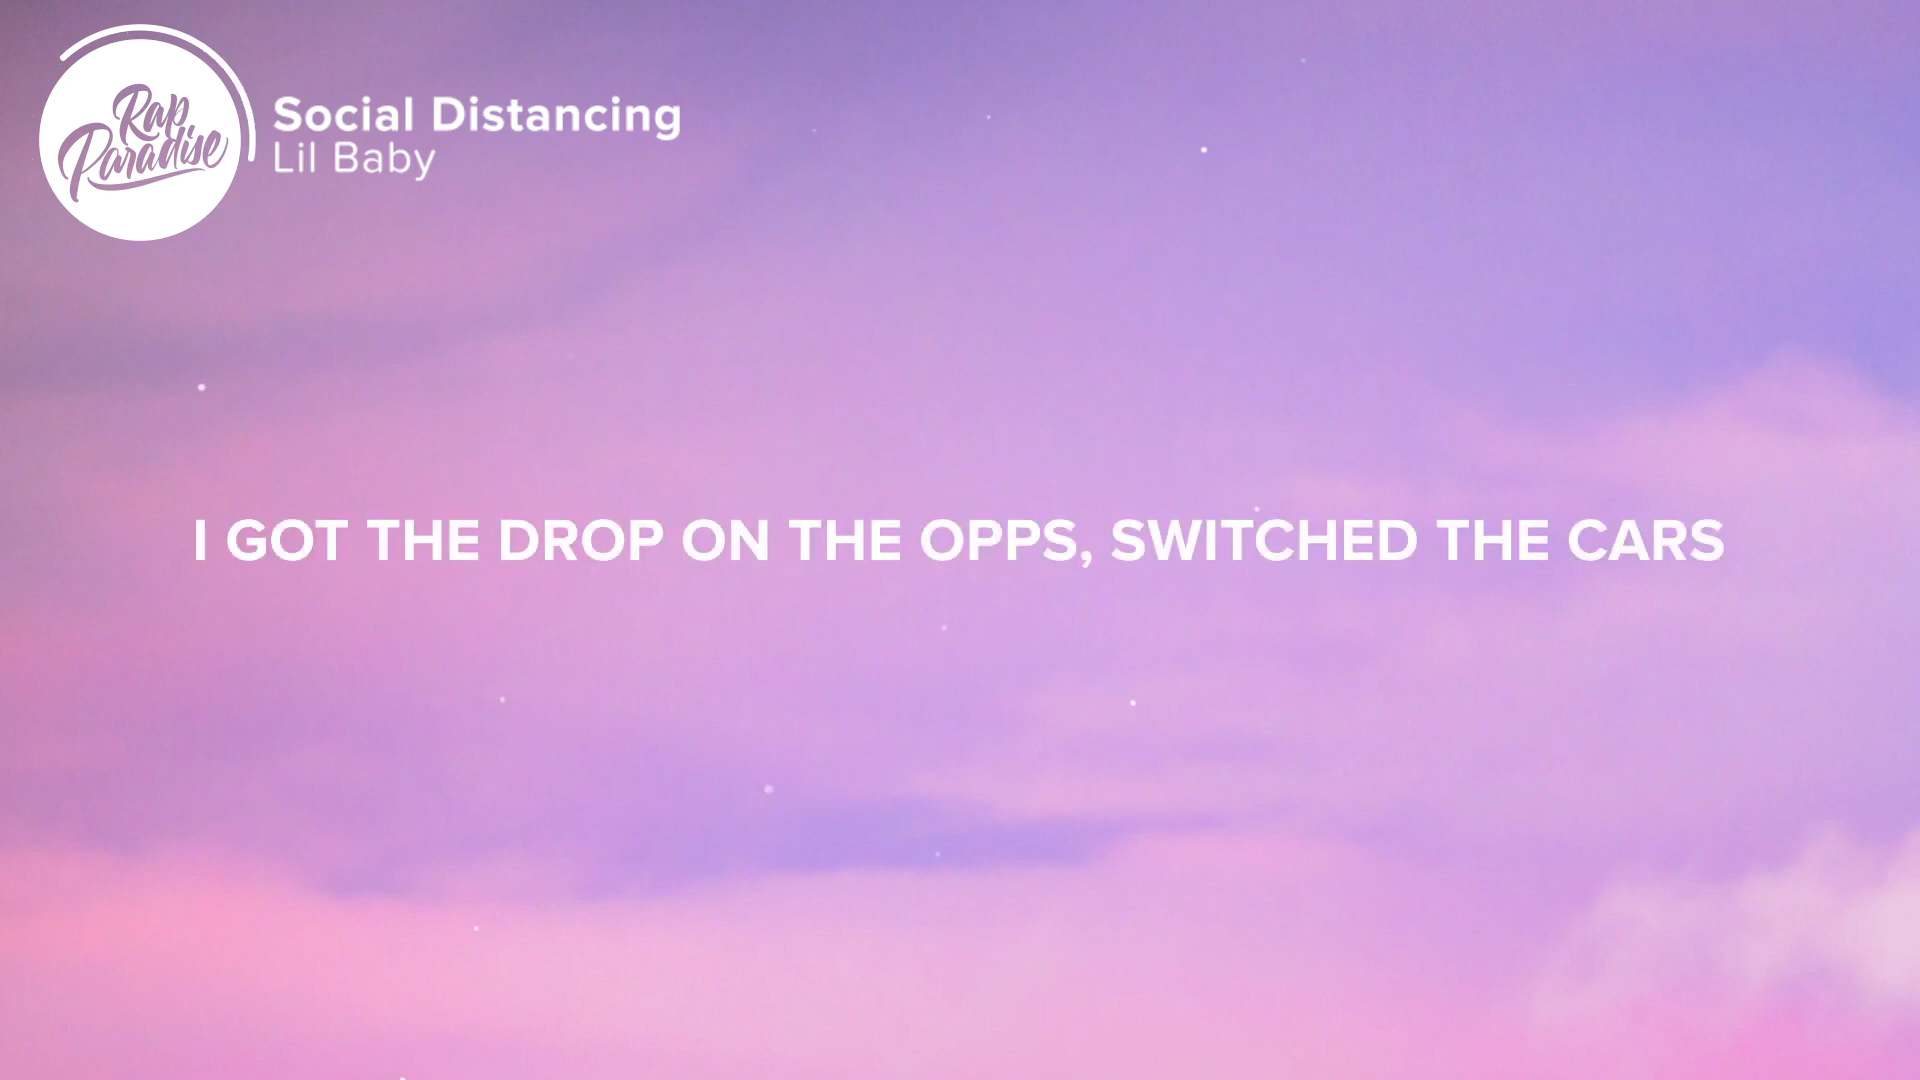 Rap
Paradise
Social Distancing
Lil Baby
I GOT THE DROP ON THE OPPS, SWITCHED THE CARS